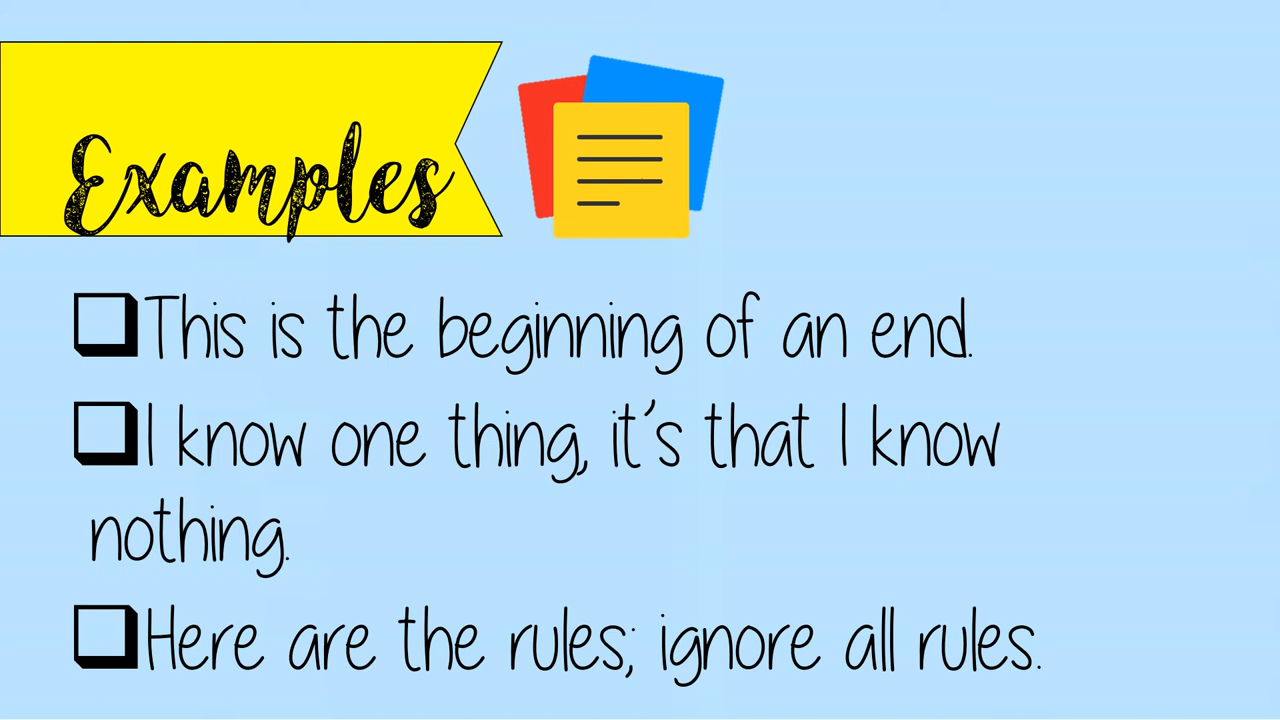 Examples
This is the beginning of an end.
I know one thing, it's that I know
nothing.
Here are the rules; ignore all rules.